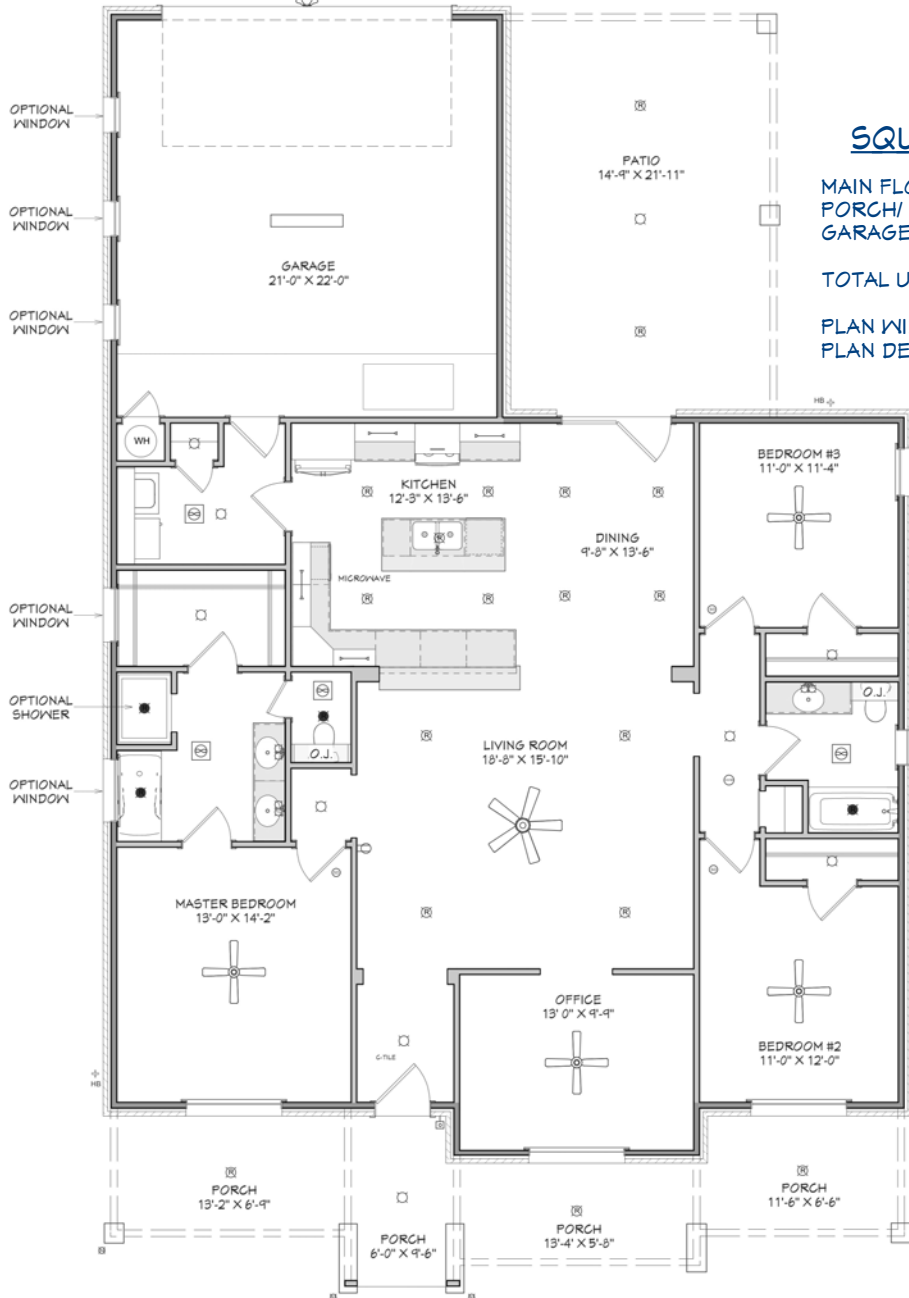 OPTIONAL
WINDOW
OPTIONAL
WINDOW
OPTIONAL
WINDOW
PATIO
14'-9" X 21'-11"
GARAGE
21'-0" X 22'-0"
SQU
MAIN FLO
PORCH/
GARAGE
TOTAL U
PLAN WI
PLAN DE
HB
WH
KITCHEN
12'-3" X 13'-6"
DINING
9'-8" X 13'-6"
BEDROOM #3
11'-0" X 11'-4"
MICROWAVE
OPTIONAL
WINDOW
OPTIONAL
SHOWER
OPTIONAL
WINDOW
O.J.
O.J.
LIVING ROOM
18'-8" X 15'-10"
MASTER BEDROOM
13'-0" X 14'-2"
OFFICE
13' 0" X 9'-9"
BEDROOM #2
11'-0" X 12'-0"
C-TILE
HB
PORCH
13'-2" X 6'-9"
PORCH
6'-0" X 9'-6"
PORCH
13'-4' X 5'-8"
PORCH
11'-6" X 6'-6"